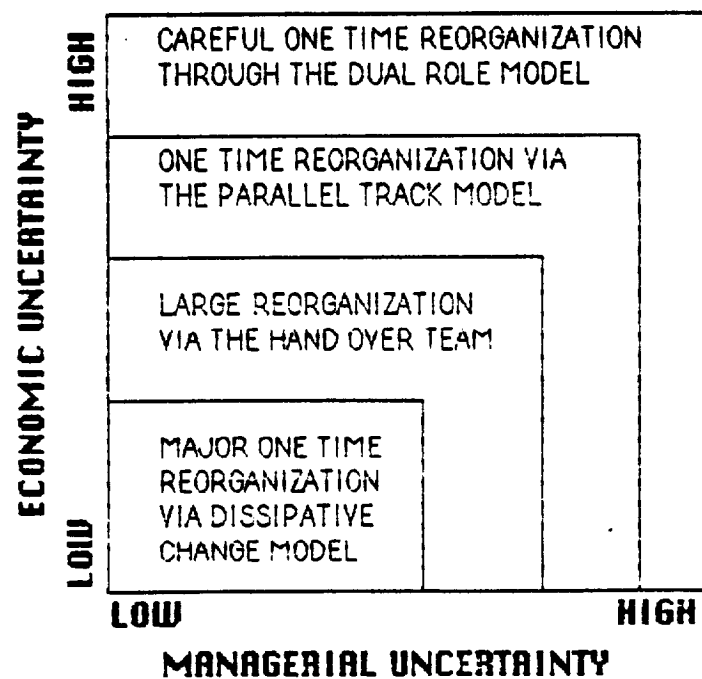 HIGH
CAREFUL ONE TIME REORGANIZATION
THROUGH THE DUAL ROLE MODEL
ONE TIME REORGANIZATION VIA
THE PARALLEL TRACK MODEL
LARGE REORGANIZATION
VIA THE HAND OVER TEAM
MAJOR ONE TIME
REORGANIZATION
VIA DISSIPATIVE
CHANGE MODEL
ECONOMIC UNCERTAINTY
LOW
LOW
HIGH
MANAGERIAL UNCERTAINTY